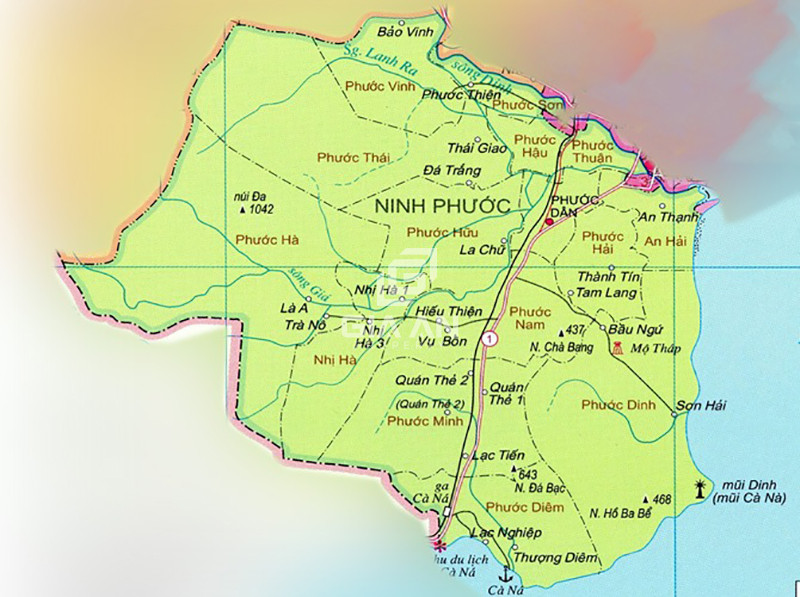 Bảo Vinh
Sg. Lanh Ra
sông Dinh
Phước Vinh
Phước Thiện
Phước Sơn
Thái Giao
Phước
Hậu
Phước
Thuận
Phước Thái
Đá Trắng
NINH PHƯỚC
PHƯỚC
DÂN
núi Đa
1042
An Thạnh
Phước Hà
Phước Hữu
La Chữ
Phước
Hải
An Hải
Thành Tín
sông Giá
Nhị Hà 1
Tam Lang
Là A
Trà Nô
Nhị
Hà 3
Hiếu Thiện
Vụ Bổn
Phước
Nam
437
N. Chà Bang
Bầu Ngứ
Mộ Tháp
1
Nhị Hà
Quán Thẻ 2
Quán
Thẻ 1
(Quán Thẻ 2)
Phước Minh
Phước Dinh
Sơn Hải
Lạc Tiến
643
N. Đá Bạc
ga
Cà Ná
Phước Diêm
468
N. Hồ Ba Bể
mũi Dinh
(mũi Cà Nà)
Lạc Nghiệp
Thượng Diêm
hu du lịch
Cà Ná
Cà Ná